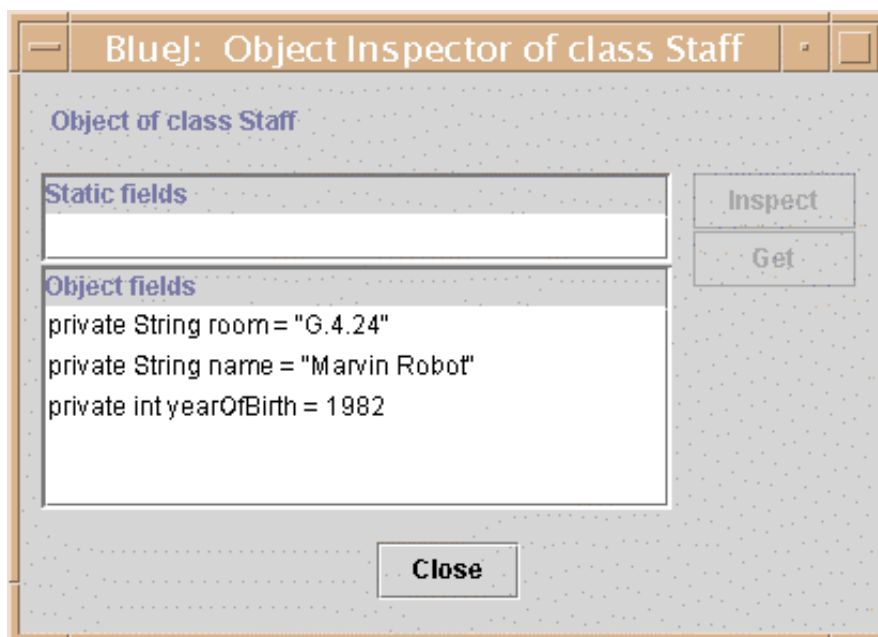 BlueJ: Object Inspector of class Staff
Object of class Staff
Static fields
Inspect
Get
Object fields
private String room = "G.4.24"
private String name = "Marvin Robot"
private int yearOfBirth = 1982
Close